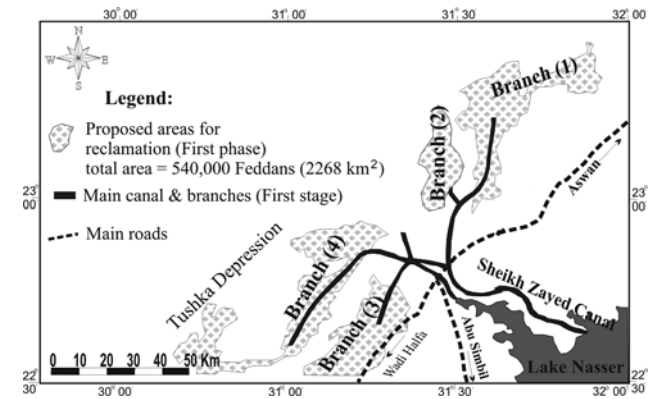 30° 00' 31° 00' 31° 30' 32° 00'
N
W E
S
Legend:
Proposed areas for
reclamation (First phase)
total area = 540,000 Feddans (2268 km²)
Main canal & branches (First stage)
Main roads
Branch (1)
Branch (2)
Aswan
23° 00'
23° 00'
Tushka Depression
Branch (4)
Branch (3)
Sheikh Zayed Canal
Wadi Halfa
Abu Simbil
Lake Nasser
0 10 20 30 40 50 Km
22° 30'
22° 30'
30° 00' 31° 00' 31° 30' 32° 00'